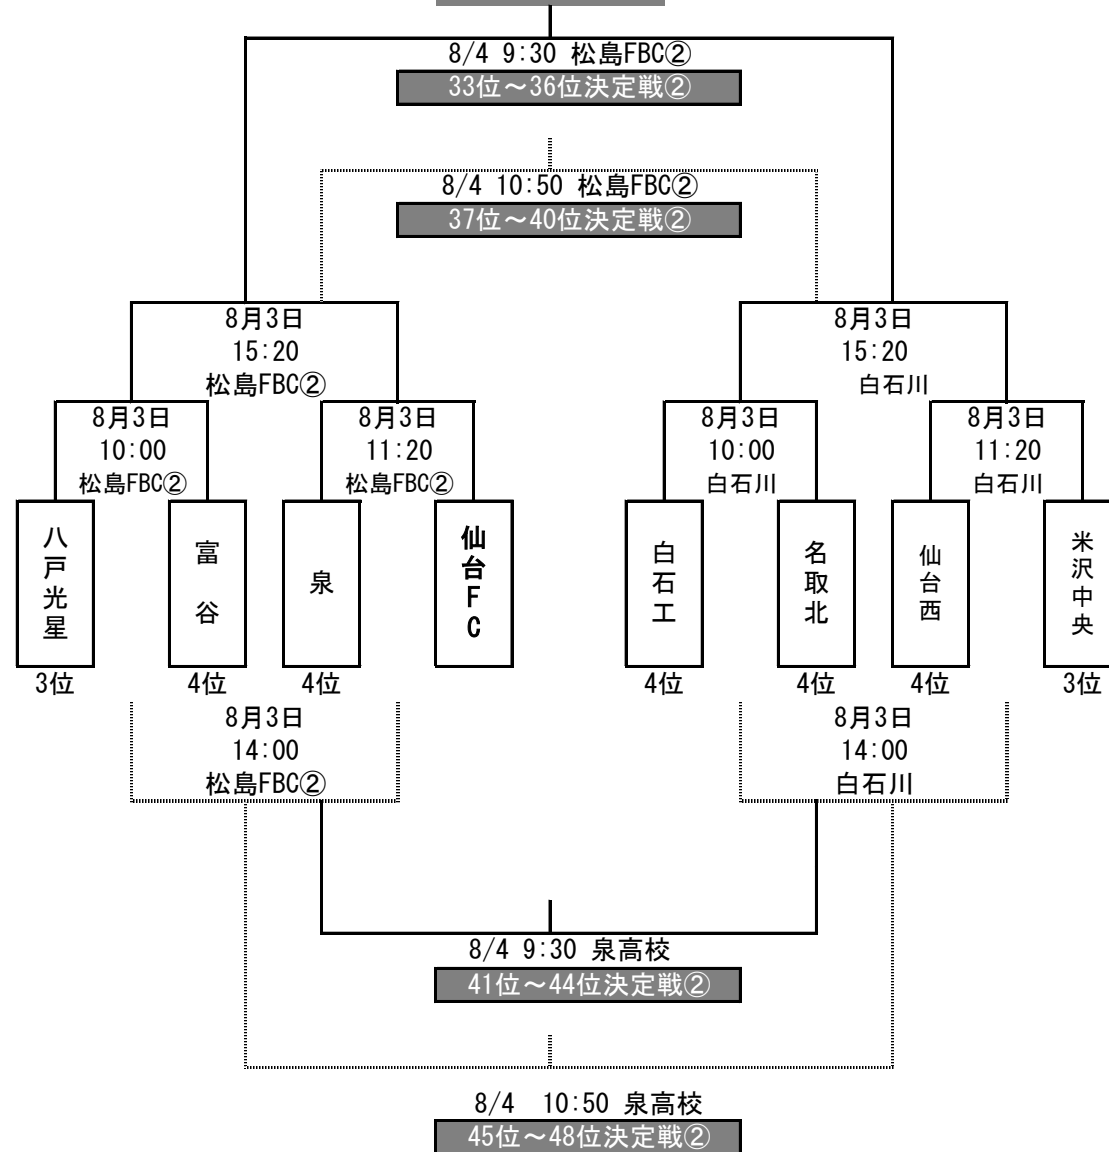 8/4 9:30 松島FBC②
33位～36位決定戦②
8/4 10:50 松島FBC②
37位～40位決定戦②
8月3日
15:20
松島FBC②
8月3日
15:20
白石川
8月3日
10:00
松島FBC②
8月3日
11:20
松島FBC②
8月3日
10:00
白石川
8月3日
11:20
白石川
八戸光星
富谷
泉
仙台FC
白石工
名取北
仙台西
米沢中央
3位
4位
4位
4位
4位
4位
3位
8月3日
14:00
松島FBC②
8月3日
14:00
白石川
8/4 9:30 泉高校
41位～44位決定戦②
8/4 10:50 泉高校
45位～48位決定戦②